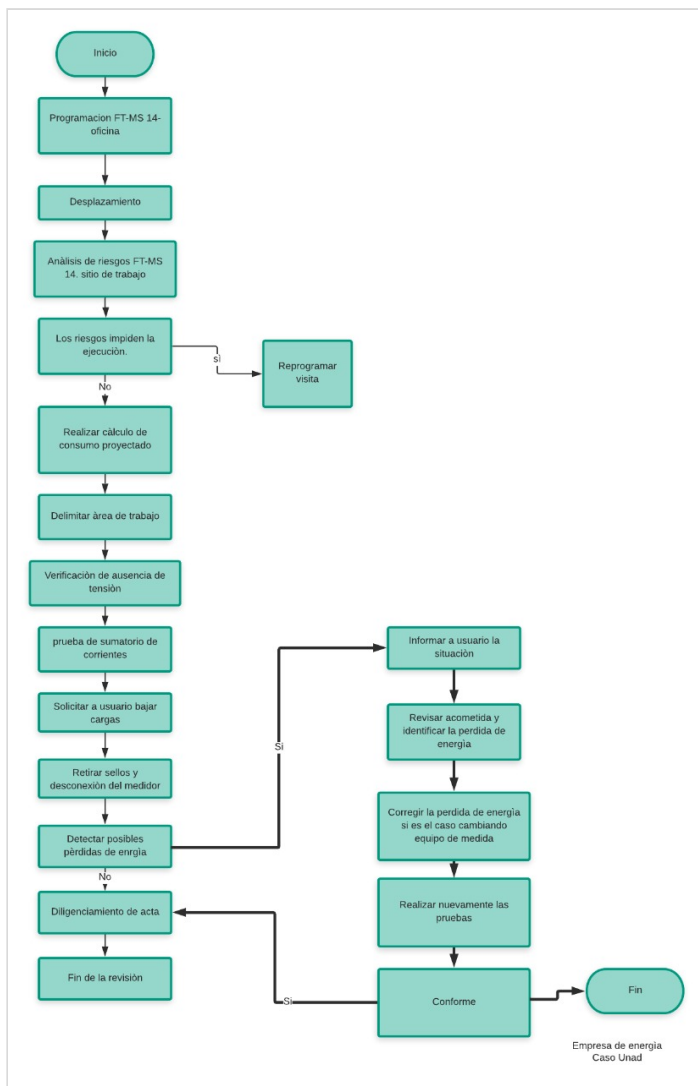 Inicio
Programacion FT-MS 14-
oficina
Desplazamiento
Anàlisis de riesgos FT-MS
14. sitio de trabajo
Los riesgos impiden la
ejecuciòn.
sì
Reprogramar
visita
No
Realizar càlculo de
consumo proyectado
Delimitar àrea de trabajo
Verificaciòn de ausencia de
tensiòn
prueba de sumatorio de
corrientes
Solicitar a usuario bajar
cargas
Retirar sellos y
desconexiòn del medidor
Detectar posibles
pèrdidas de enrgìa
Si
No
Diligenciamiento de acta
Fin de la revisiòn
Informar a usuario la
situaciòn
Revisar acometida y
identificar la perdida de
energìa
Corregir la perdida de energìa
si es el caso cambiando
equipo de medida
Realizar nuevamente las
pruebas
Conforme
Si
Fin
Empresa de energìa
Caso Unad